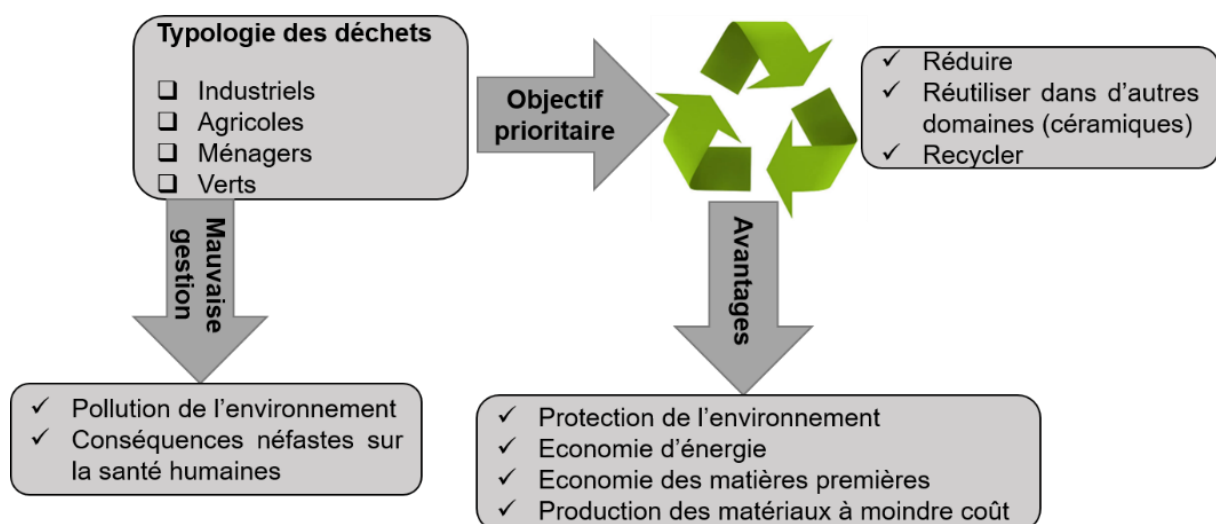 Typologie des déchets
❑ Industriels
❑ Agricoles
❑ Ménagers
❑ Verts
Objectif
prioritaire
✓ Réduire
✓ Réutiliser dans d’autres
domaines (céramiques)
✓ Recycler
Mauvaise
gestion
Avantages
✓ Pollution de l’environnement
✓ Conséquences néfastes sur
la santé humaines
✓ Protection de l’environnement
✓ Economie d’énergie
✓ Economie des matières premières
✓ Production des matériaux à moindre coût